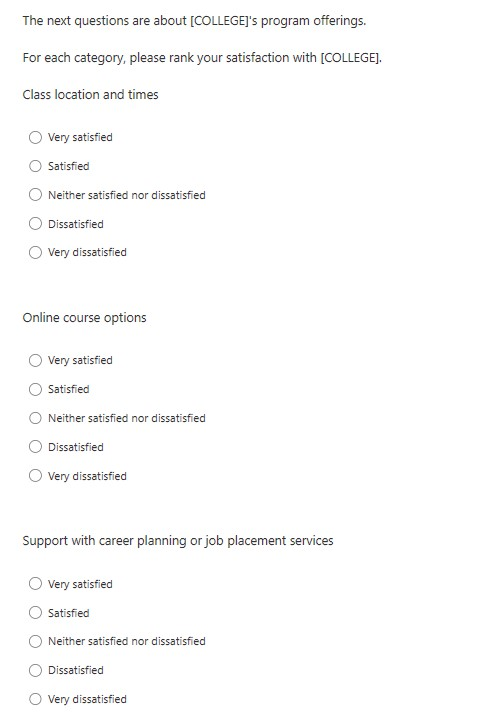 The next questions are about [COLLEGE]'s program offerings.
For each category, please rank your satisfaction with [COLLEGE].
Class location and times
Very satisfied
Satisfied
Neither satisfied nor dissatisfied
Dissatisfied
Very dissatisfied
Online course options
Very satisfied
Satisfied
Neither satisfied nor dissatisfied
Dissatisfied
Very dissatisfied
Support with career planning or job placement services
Very satisfied
Satisfied
Neither satisfied nor dissatisfied
Dissatisfied
Very dissatisfied